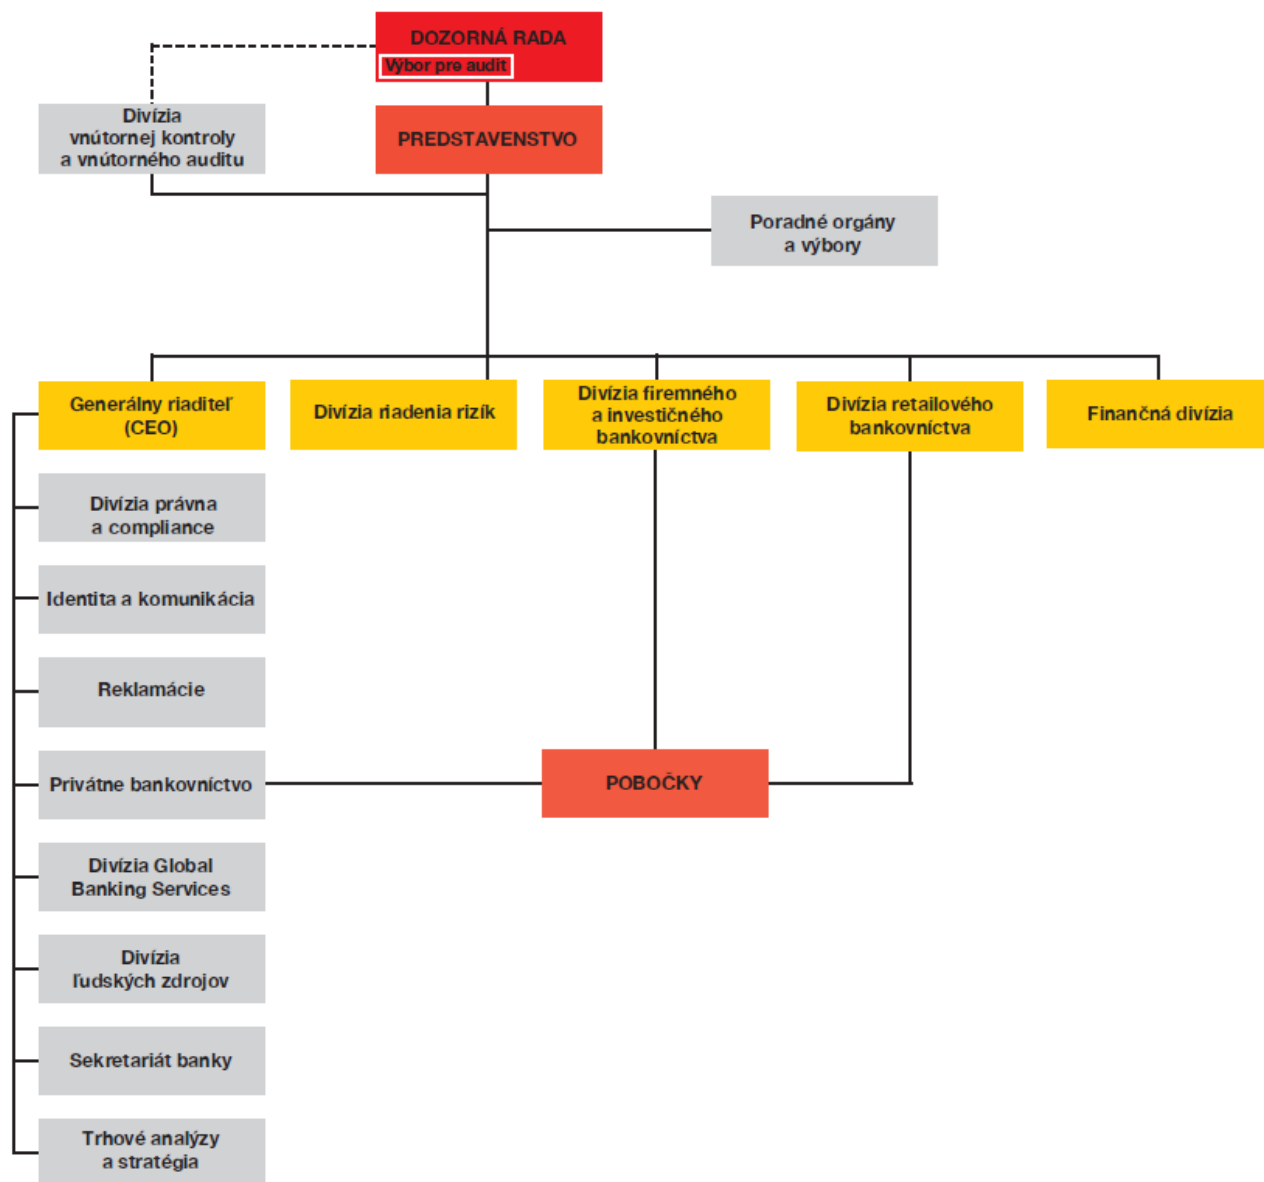 DOZORNÁ RADA
Výbor pre audit
Divízia
vnútornej kontroly
a vnútorného auditu
PREDSTAVENSTVO
Poradné orgány
a výbory
Generálny riaditeľ
(CEO)
Divízia riadenia rizík
Divízia firemného
a investičného
bankovníctva
Divízia retailového
bankovníctva
Finančná divízia
Divízia právna
a compliance
Identita a komunikácia
Reklamácie
Privátne bankovníctvo
POBOČKY
Divízia Global
Banking Services
Divízia
ľudských zdrojov
Sekretariát banky
Trhové analýzy
a stratégia